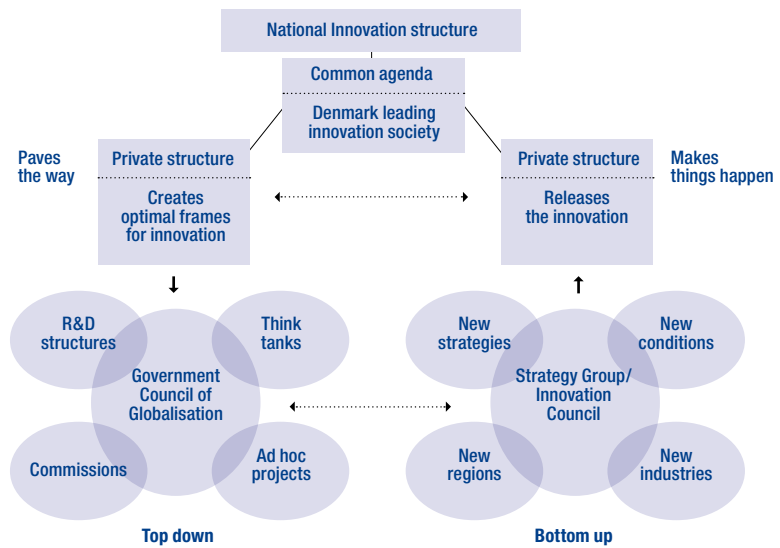 National Innovation structure
Common agenda
Denmark leading
innovation society
Paves
the way
Private structure
Creates
optimal frames
for innovation
Private structure
Releases
the innovation
Makes
things happen
R&D
structures
Think
tanks
Government
Council of
Globalisation
Commissions
Ad hoc
projects
Top down
New
strategies
New
conditions
Strategy Group/
Innovation
Council
New
regions
New
industries
Bottom up